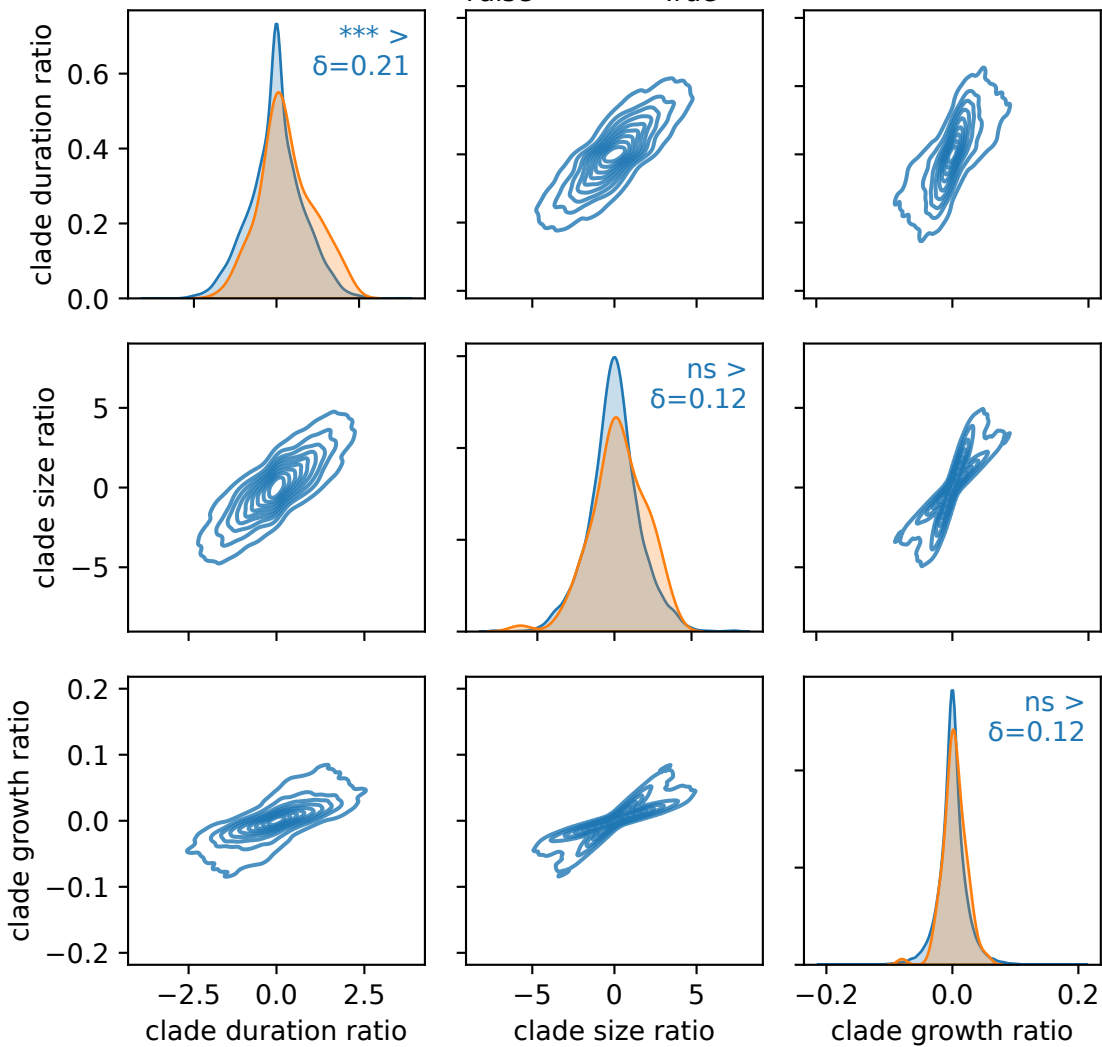 *** >
δ=0.21
clade duration ratio
0.6
0.4
0.2
0.0
ns >
δ=0.12
clade size ratio
5
0
−5
ns >
δ=0.12
clade growth ratio
0.2
0.1
0.0
−0.1
−0.2
−2.5 0.0 2.5
−5 0 5
−0.2 0.0 0.2
clade duration ratio
clade size ratio
clade growth ratio